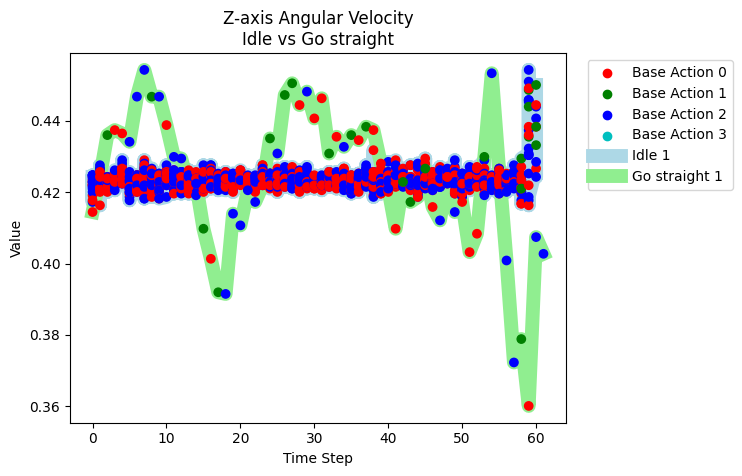 Z-axis Angular Velocity
Idle vs Go straight
Base Action 0
Base Action 1
Base Action 2
Base Action 3
Idle 1
Go straight 1
Value
0.44
0.42
0.40
0.38
0.36
0 10 20 30 40 50 60
Time Step